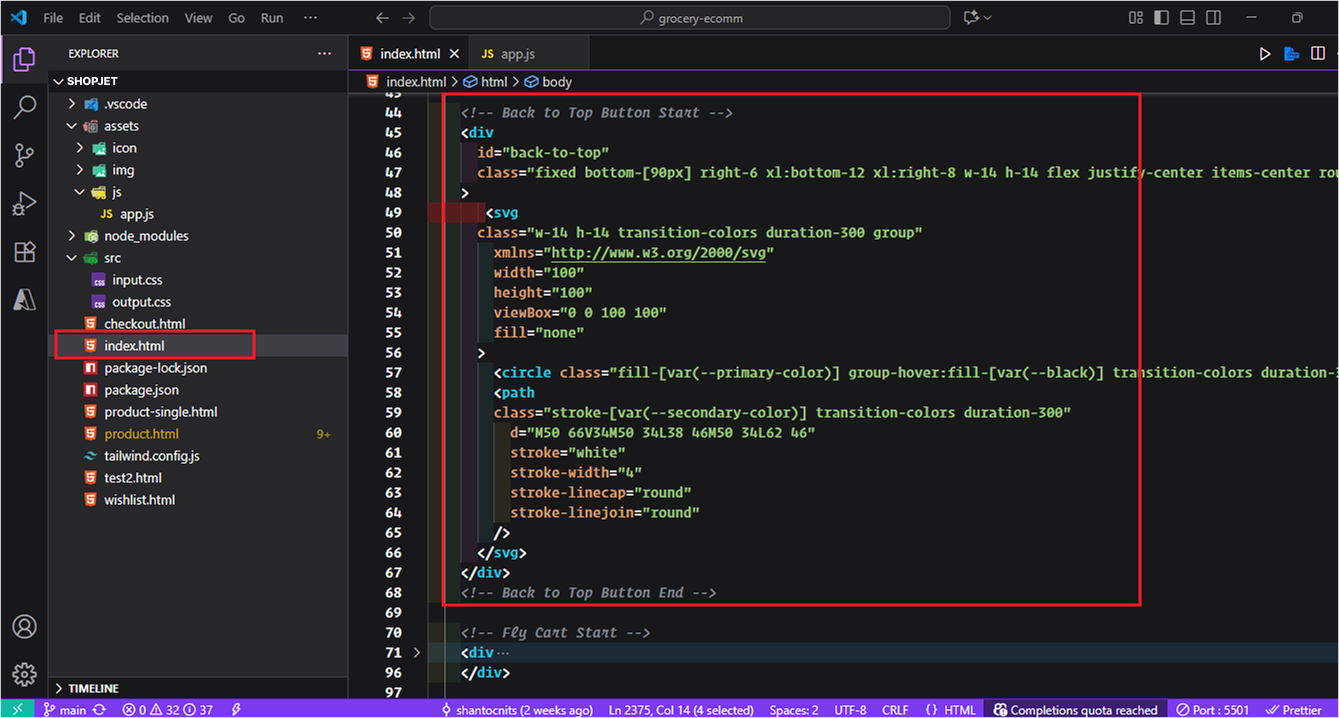 File Edit Selection View Go Run ··· grocery-ecomm
EXPLORER ···
SHOPJET
.vscode
assets
icon
img
js
JS app.js
node_modules
src
css input.css
css output.css
checkout.html
index.html
package-lock.json
package.json
product-single.html
product.html 9+
tailwind.config.js
test2.html
wishlist.html
TIMELINE
index.html JS app.js
index.html > html > body
44 <!-- Back to Top Button Start -->
45 <div
46 id="back-to-top"
47 class="fixed bottom-[90px] right-6 xl:bottom-12 xl:right-8 w-14 h-14 flex justify-center items-center rou
48 >
49 <svg
50 class="w-14 h-14 transition-colors duration-300 group"
51 xmlns="http://www.w3.org/2000/svg"
52 width="100"
53 height="100"
54 viewBox="0 0 100 100"
55 fill="none"
56 >
57 <circle class="fill-[var(--primary-color)] group-hover:fill-[var(--black)] transition-colors duration-3
58 <path
59 class="stroke-[var(--secondary-color)] transition-colors duration-300"
60 d="M50 66V34M50 34L38 46M50 34L62 46"
61 stroke="white"
62 stroke-width="4"
63 stroke-linecap="round"
64 stroke-linejoin="round"
65 />
66 </svg>
67 </div>
68 <!-- Back to Top Button End -->
69
70 <!-- Fly Cart Start -->
71 <div ···
96 </div>
97
main 0 32 37 shantocnits (2 weeks ago) Ln 2375, Col 14 (4 selected) Spaces: 2 UTF-8 CRLF {} HTML Completions quota reached Port : 5501 Prettier